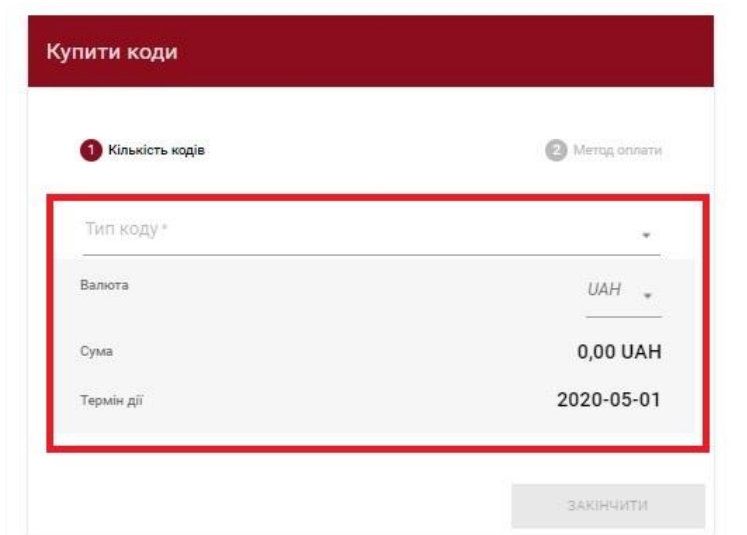 Купити коди
1 Кількість кодів
2 Метод оплати
Тип коду *
Валюта UAH
Сума 0,00 UAH
Термін дії 2020-05-01
ЗАКІНЧИТИ